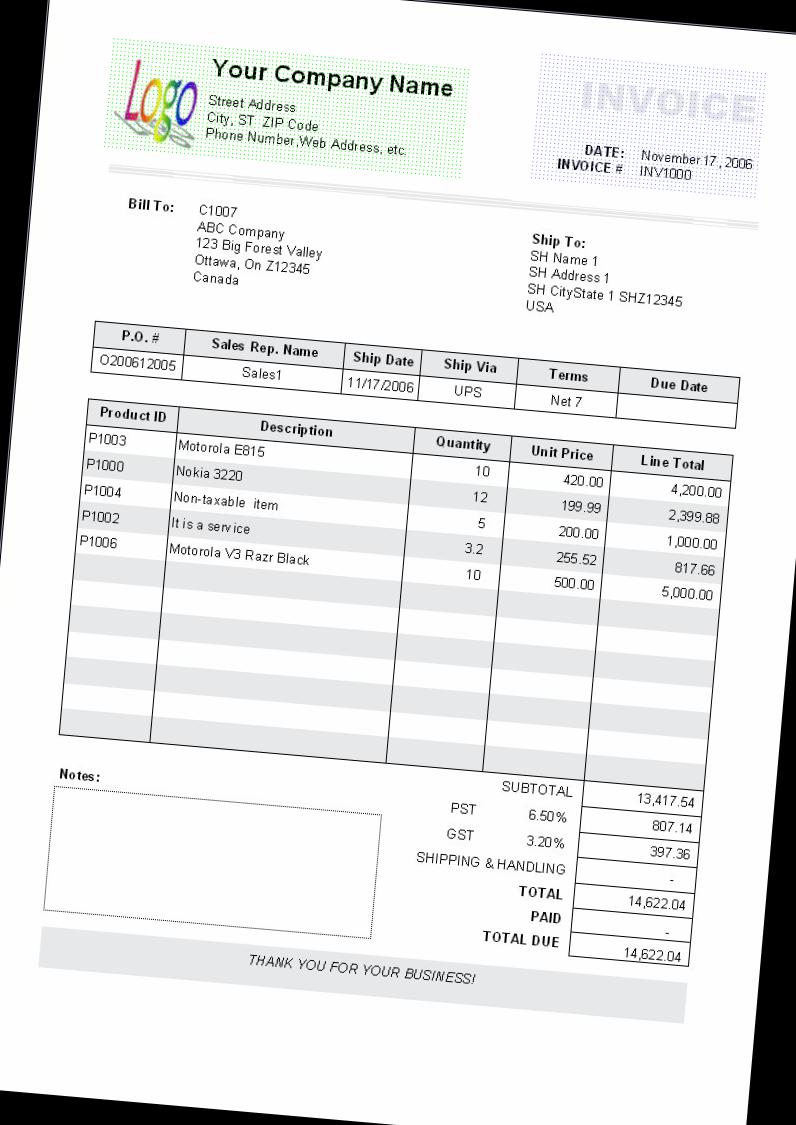 Logo
Your Company Name
Street Address
City, ST ZIP Code
Phone Number,Web Address, etc.
INVOICE
DATE: November 17, 2006
INVOICE # INV1000
Bill To: C1007
ABC Company
123 Big Forest Valley
Ottawa, On Z12345
Canada
Ship To:
SH Name 1
SH Address 1
SH CityState 1 SHZ12345
USA
P.O. # Sales Rep. Name Ship Date Ship Via Terms Due Date
O200612005 Sales1 11/17/2006 UPS Net 7
Product ID Description Quantity Unit Price Line Total
P1003 Motorola E815 10 420.00 4,200.00
P1000 Nokia 3220 12 199.99 2,399.88
P1004 Non-taxable item 5 200.00 1,000.00
P1002 It is a service 3.2 255.52 817.66
P1006 Motorola V3 Razr Black 10 500.00 5,000.00
SUBTOTAL 13,417.54
PST 6.50% 807.14
GST 3.20% 397.36
SHIPPING & HANDLING -
TOTAL 14,622.04
PAID -
TOTAL DUE 14,622.04
Notes:
THANK YOU FOR YOUR BUSINESS!